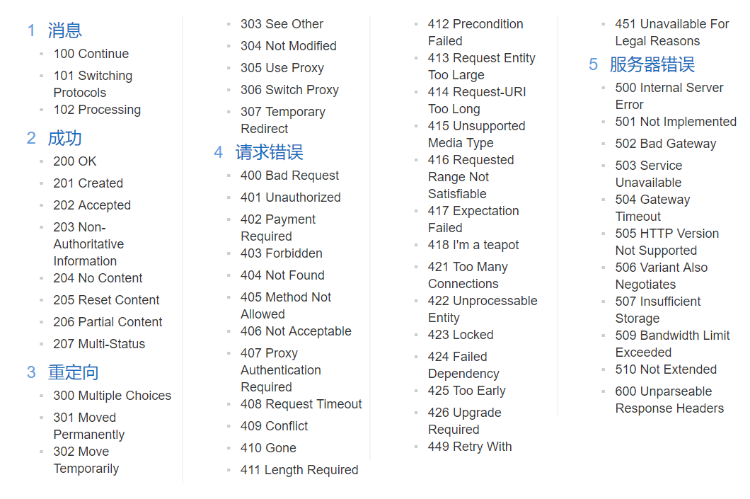 1 消息
100 Continue
101 Switching
Protocols
102 Processing
2 成功
200 OK
201 Created
202 Accepted
203 Non-
Authoritative
Information
204 No Content
205 Reset Content
206 Partial Content
207 Multi-Status
3 重定向
300 Multiple Choices
301 Moved
Permanently
302 Move
Temporarily
303 See Other
304 Not Modified
305 Use Proxy
306 Switch Proxy
307 Temporary
Redirect
4 请求错误
400 Bad Request
401 Unauthorized
402 Payment
Required
403 Forbidden
404 Not Found
405 Method Not
Allowed
406 Not Acceptable
407 Proxy
Authentication
Required
408 Request Timeout
409 Conflict
410 Gone
411 Length Required
412 Precondition
Failed
413 Request Entity
Too Large
414 Request-URI
Too Long
415 Unsupported
Media Type
416 Requested
Range Not
Satisfiable
417 Expectation
Failed
418 I'm a teapot
421 Too Many
Connections
422 Unprocessable
Entity
423 Locked
424 Failed
Dependency
425 Too Early
426 Upgrade
Required
449 Retry With
451 Unavailable For
Legal Reasons
5 服务器错误
500 Internal Server
Error
501 Not Implemented
502 Bad Gateway
503 Service
Unavailable
504 Gateway
Timeout
505 HTTP Version
Not Supported
506 Variant Also
Negotiates
507 Insufficient
Storage
509 Bandwidth Limit
Exceeded
510 Not Extended
600 Unparseable
Response Headers